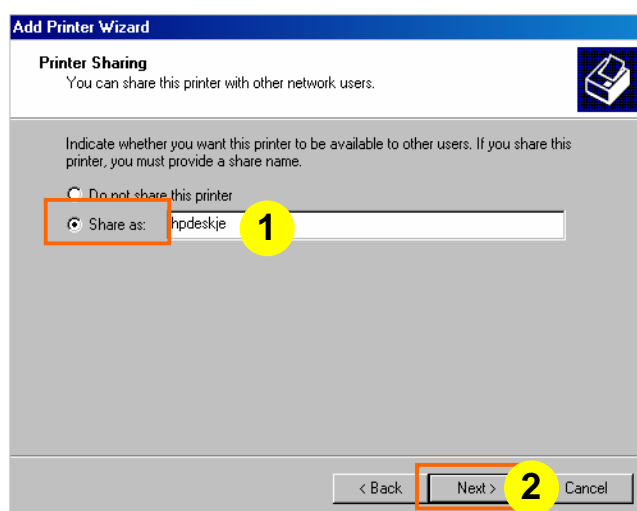 Add Printer Wizard
Printer Sharing
You can share this printer with other network users.
Indicate whether you want this printer to be available to other users. If you share this
printer, you must provide a share name.
Do not share this printer
Share as: hpdeskje 1
< Back Next > 2 Cancel